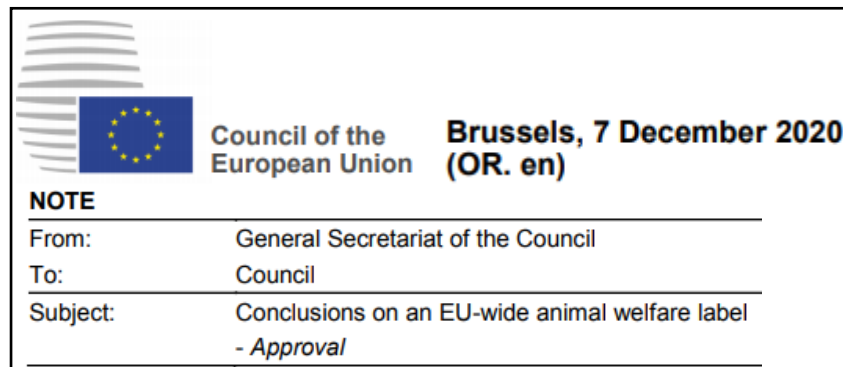 Council of the
European Union
Brussels, 7 December 2020
(OR. en)
NOTE
From: General Secretariat of the Council
To: Council
Subject: Conclusions on an EU-wide animal welfare label
- Approval